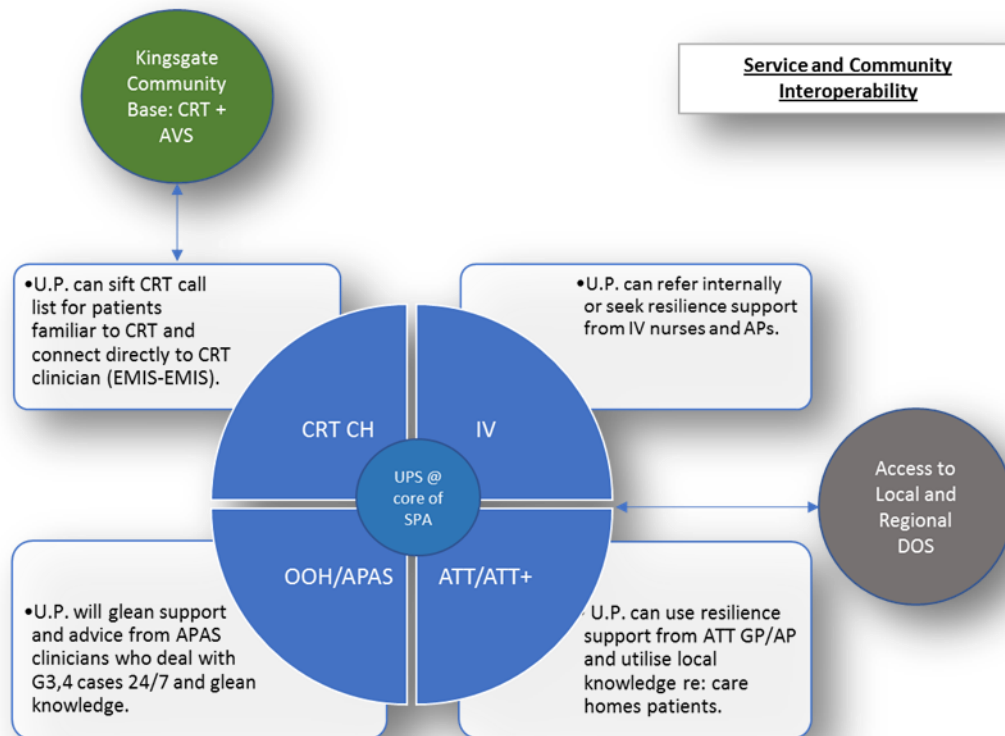 Kingsgate
Community
Base: CRT +
AVS
Service and Community
Interoperability
•U.P. can sift CRT call
list for patients
familiar to CRT and
connect directly to CRT
clinician (EMIS-EMIS).
•U.P. can refer internally
or seek resilience support
from IV nurses and APs.
CRT CH
IV
UPS @
core of
SPA
Access to
Local and
Regional
DOS
OOH/APAS
ATT/ATT+
•U.P. will glean support
and advice from APAS
clinicians who deal with
G3,4 cases 24/7 and glean
knowledge.
U.P. can use resilience
support from ATT GP/AP
and utilise local
knowledge re: care
homes patients.